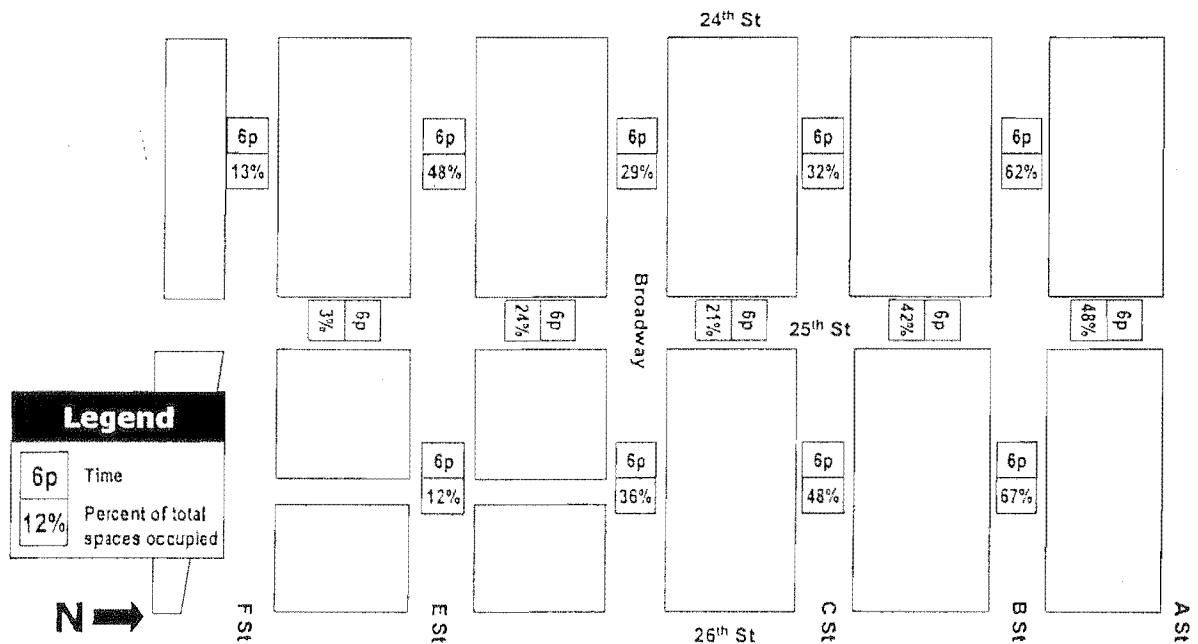 24th St
6p
13%
6p
48%
6p
29%
6p
32%
6p
62%
Broadway
3%
6p
24%
6p
21%
6p
25th St
42%
6p
48%
6p
Legend
6p
Time
12%
Percent of total
spaces occupied
6p
12%
6p
36%
6p
48%
6p
67%
N
F St
E St
26th St
C St
B St
A St